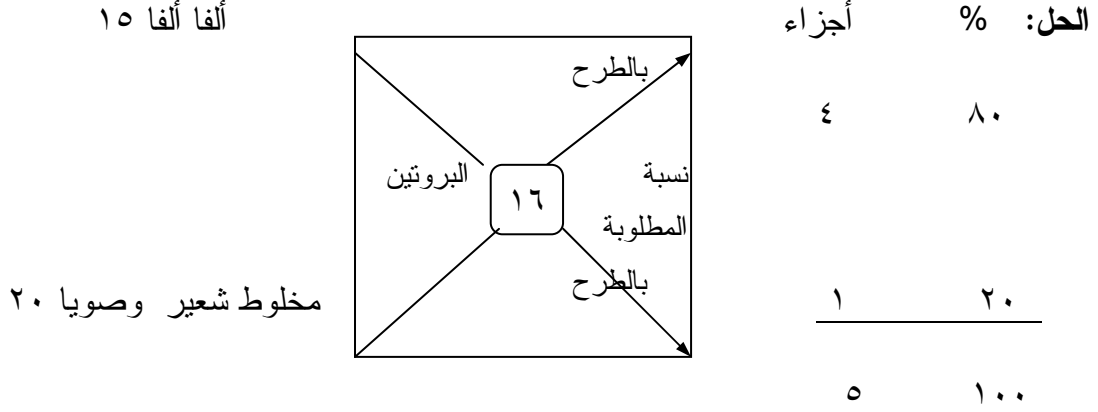 الحل: % أجزاء ألفا ألفا ١٥
بالطرح
٨٠ ٤
نسبة البروتين
١٦
المطلوبة
بالطرح
٢٠ ١ مخلوط شعير وصويا ٢٠
١٠٠ ٥